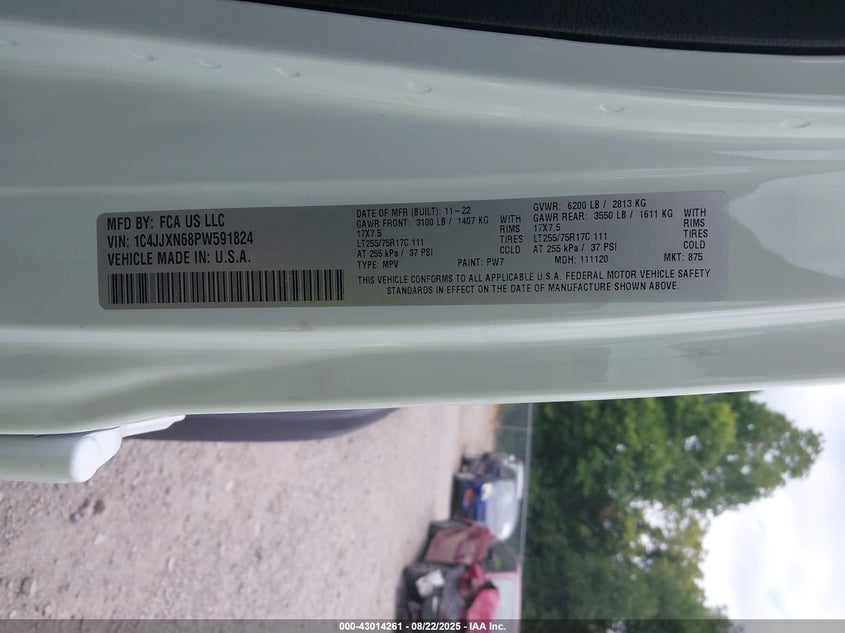 MFD BY: FCA US LLC
VIN: 1C4JJXN68PW591824
VEHICLE MADE IN: U.S.A.
DATE OF MFR (BUILT): 11-22
GAWR FRONT: 3100 LB / 1407 KG WITH
17X7.5 RIMS
LT255/75R17C 111 TIRES
AT 255 kPa / 37 PSI COLD
TYPE: MPV PAINT: PW7
GVWR: 6200 LB / 2813 KG
GAWR REAR: 3550 LB / 1611 KG WITH
17X7.5 RIMS
LT255/75R17C 111 TIRES
AT 255 kPa / 37 PSI COLD
MDH: 111120 MKT: 875
THIS VEHICLE CONFORMS TO ALL APPLICABLE U.S.A. FEDERAL MOTOR VEHICLE SAFETY
STANDARDS IN EFFECT ON THE DATE OF MANUFACTURE SHOWN ABOVE.
000-43014261 - 08/22/2025 - IAA Inc.